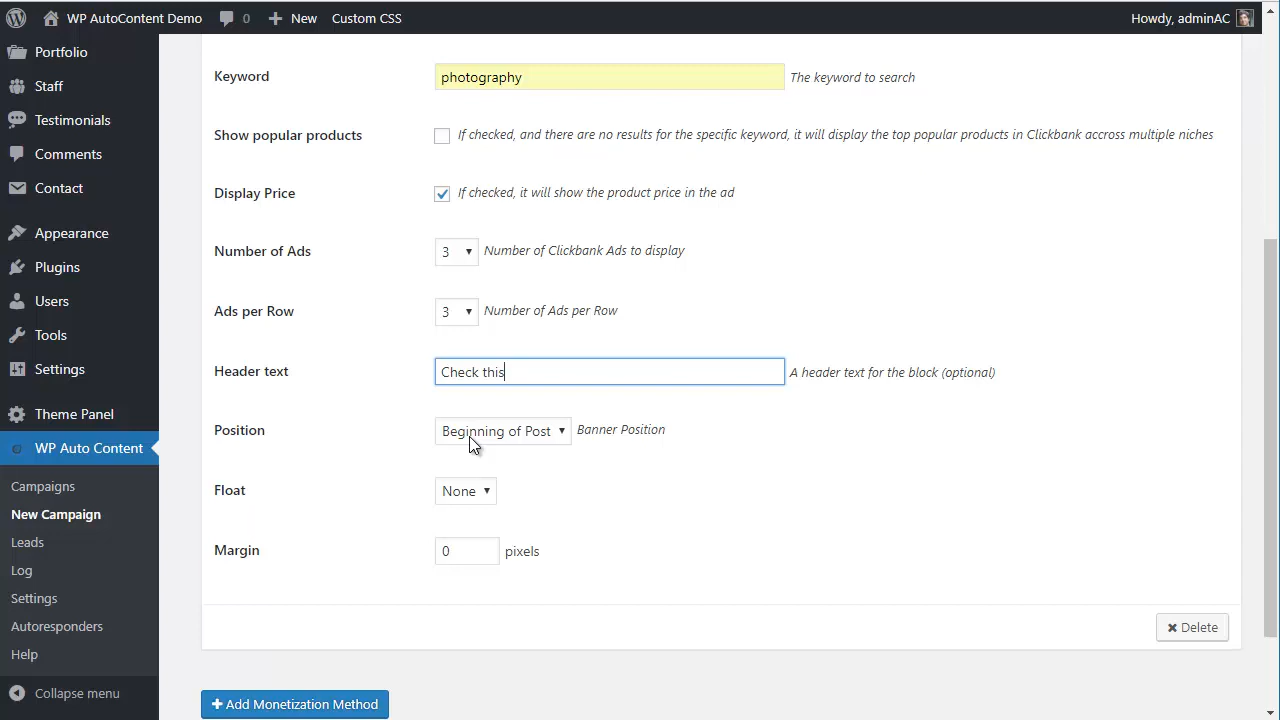 WP AutoContent Demo 0 New Custom CSS Howdy, adminAC
Portfolio
Staff
Testimonials
Comments
Contact
Appearance
Plugins
Users
Tools
Settings
Theme Panel
WP Auto Content
Campaigns
New Campaign
Leads
Log
Settings
Autoresponders
Help
Collapse menu
Keyword photography The keyword to search
Show popular products If checked, and there are no results for the specific keyword, it will display the top popular products in Clickbank accross multiple niches
Display Price If checked, it will show the product price in the ad
Number of Ads 3 Number of Clickbank Ads to display
Ads per Row 3 Number of Ads per Row
Header text Check this A header text for the block (optional)
Position Beginning of Post Banner Position
Float None
Margin 0 pixels
Delete
Add Monetization Method